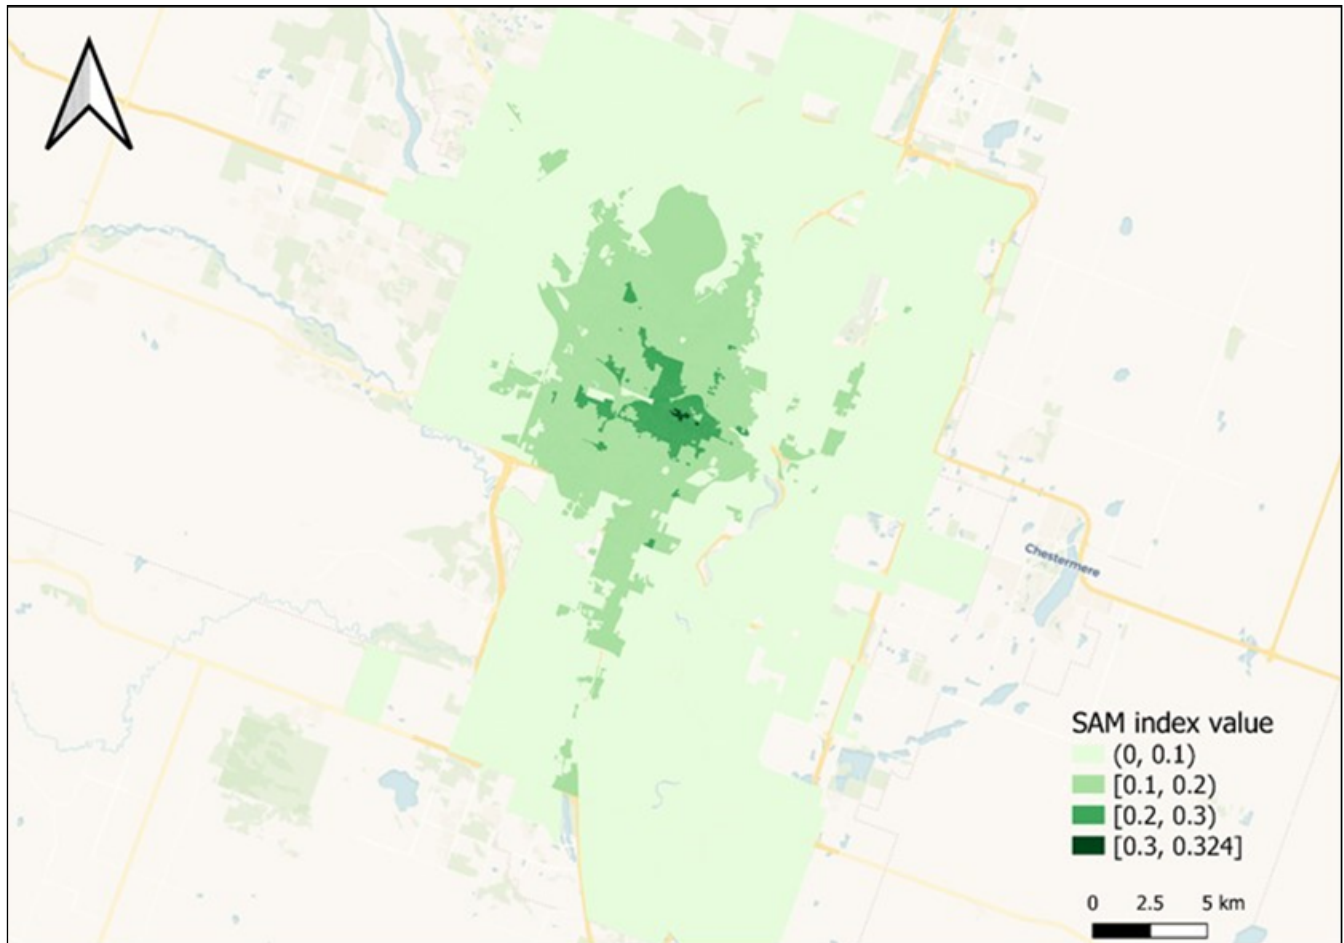 Chestermere
SAM index value
(0, 0.1)
[0.1, 0.2)
[0.2, 0.3)
[0.3, 0.324]
0 2.5 5 km